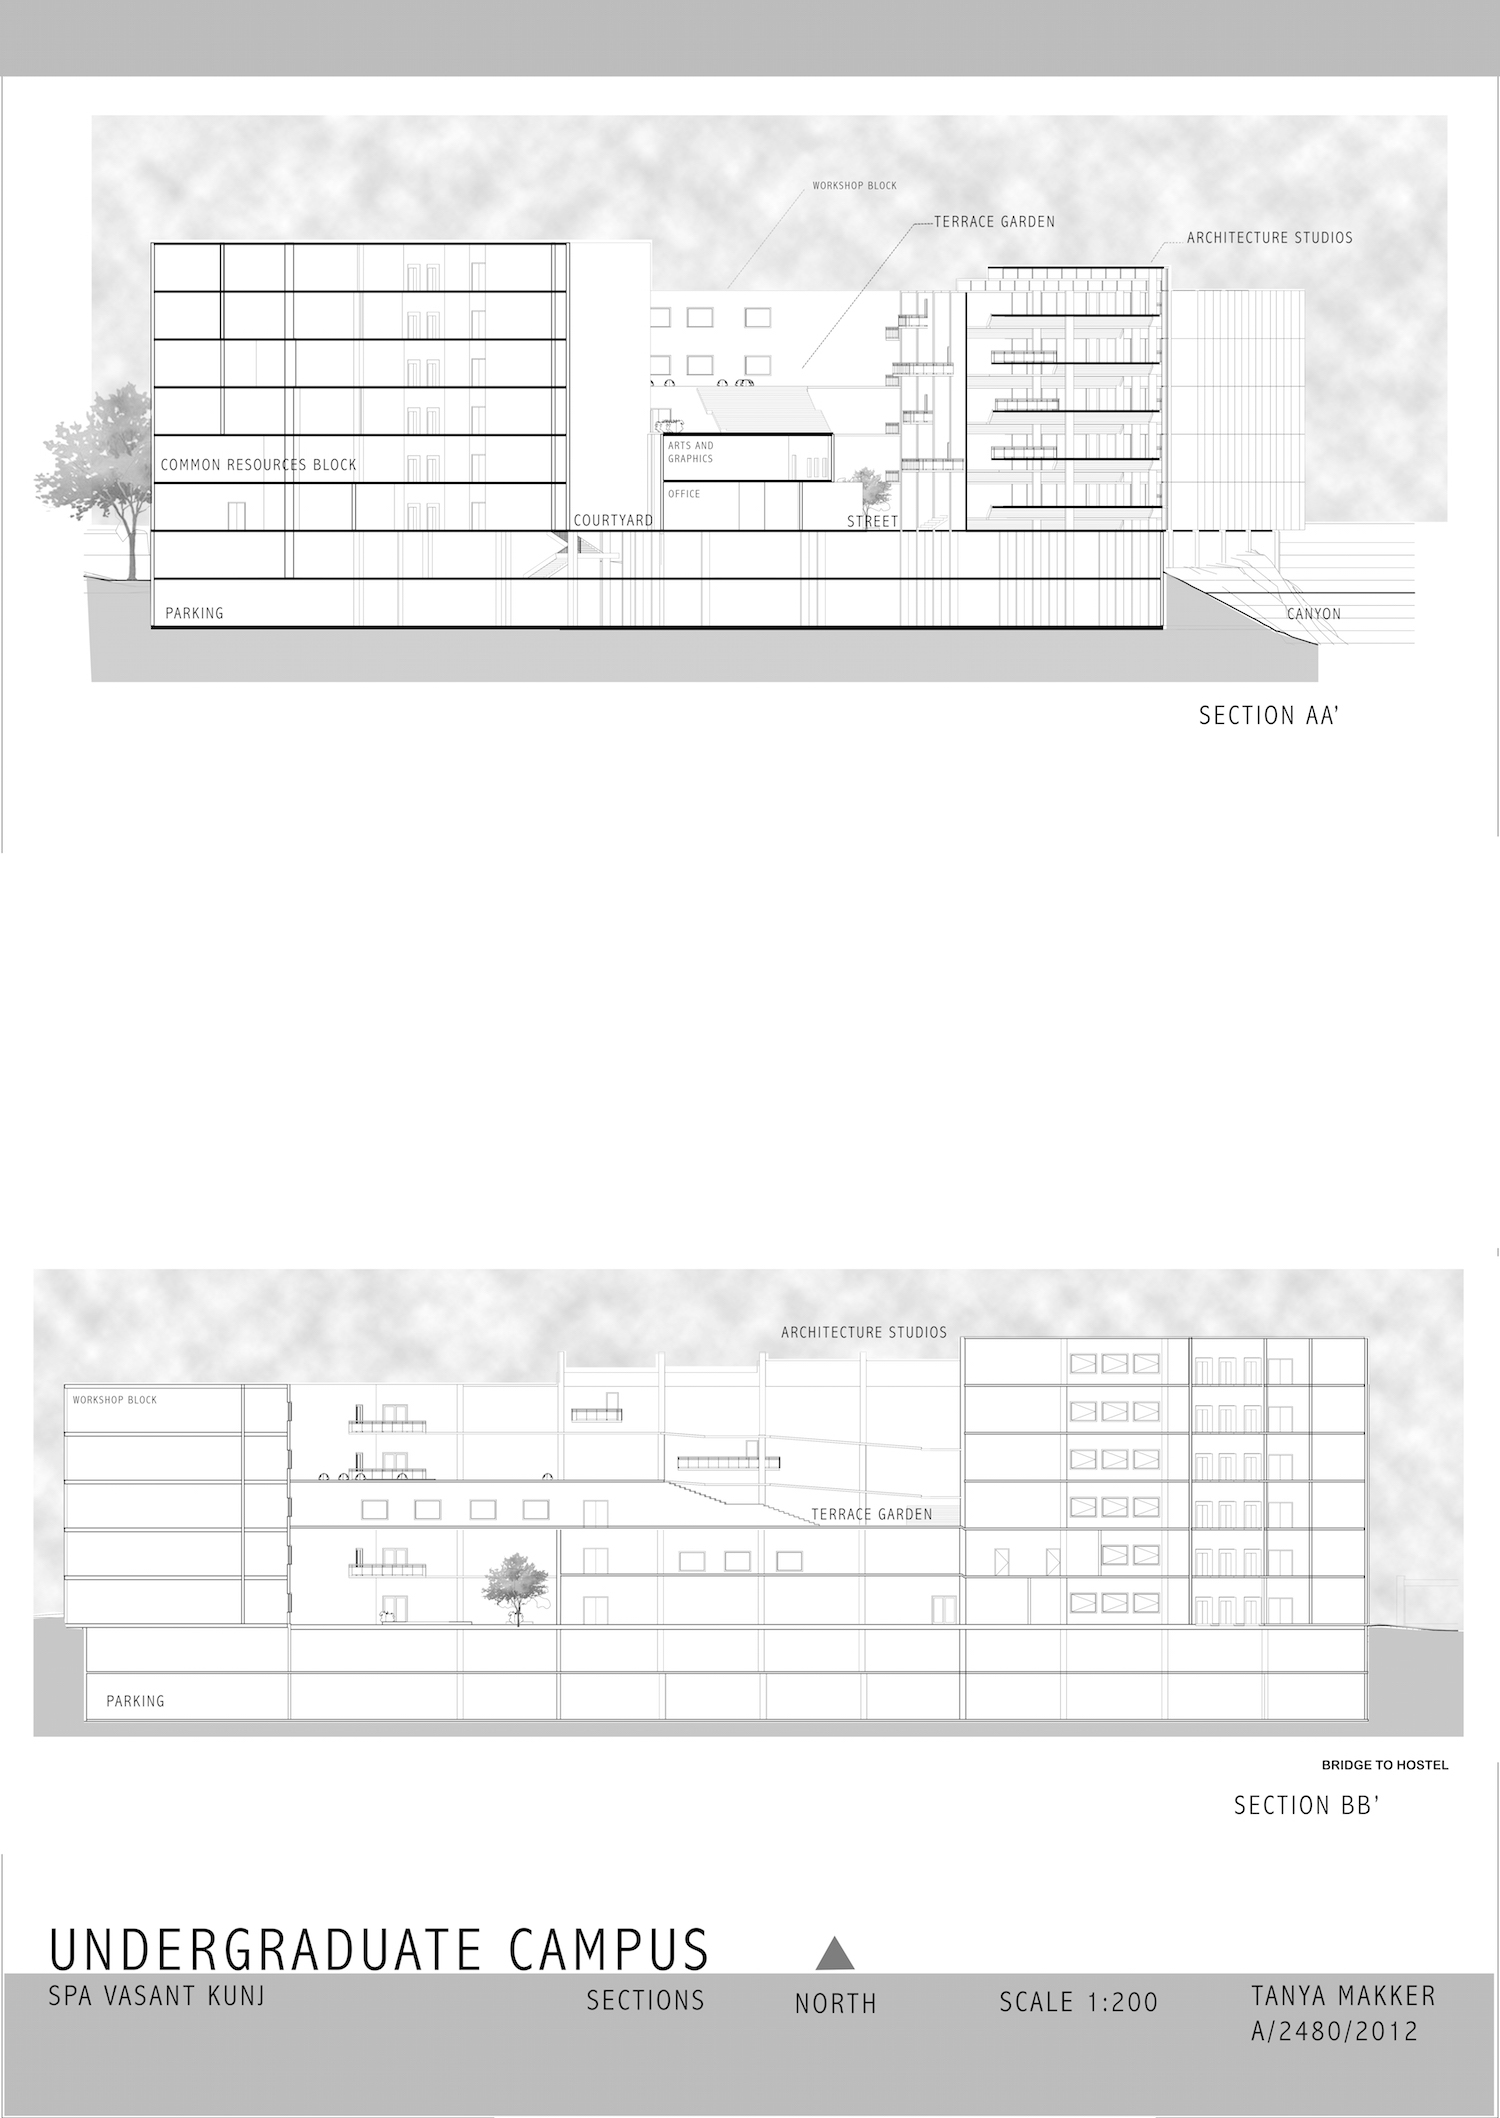 WORKSHOP BLOCK
TERRACE GARDEN
ARCHITECTURE STUDIOS
ARTS AND
GRAPHICS
COMMON RESOURCES BLOCK
OFFICE
COURTYARD
STREET
PARKING
CANYON
SECTION AA'
ARCHITECTURE STUDIOS
WORKSHOP BLOCK
TERRACE GARDEN
PARKING
BRIDGE TO HOSTEL
SECTION BB'
UNDERGRADUATE CAMPUS
SPA VASANT KUNJ
SECTIONS
NORTH
SCALE 1:200
TANYA MAKKER
A/2480/2012